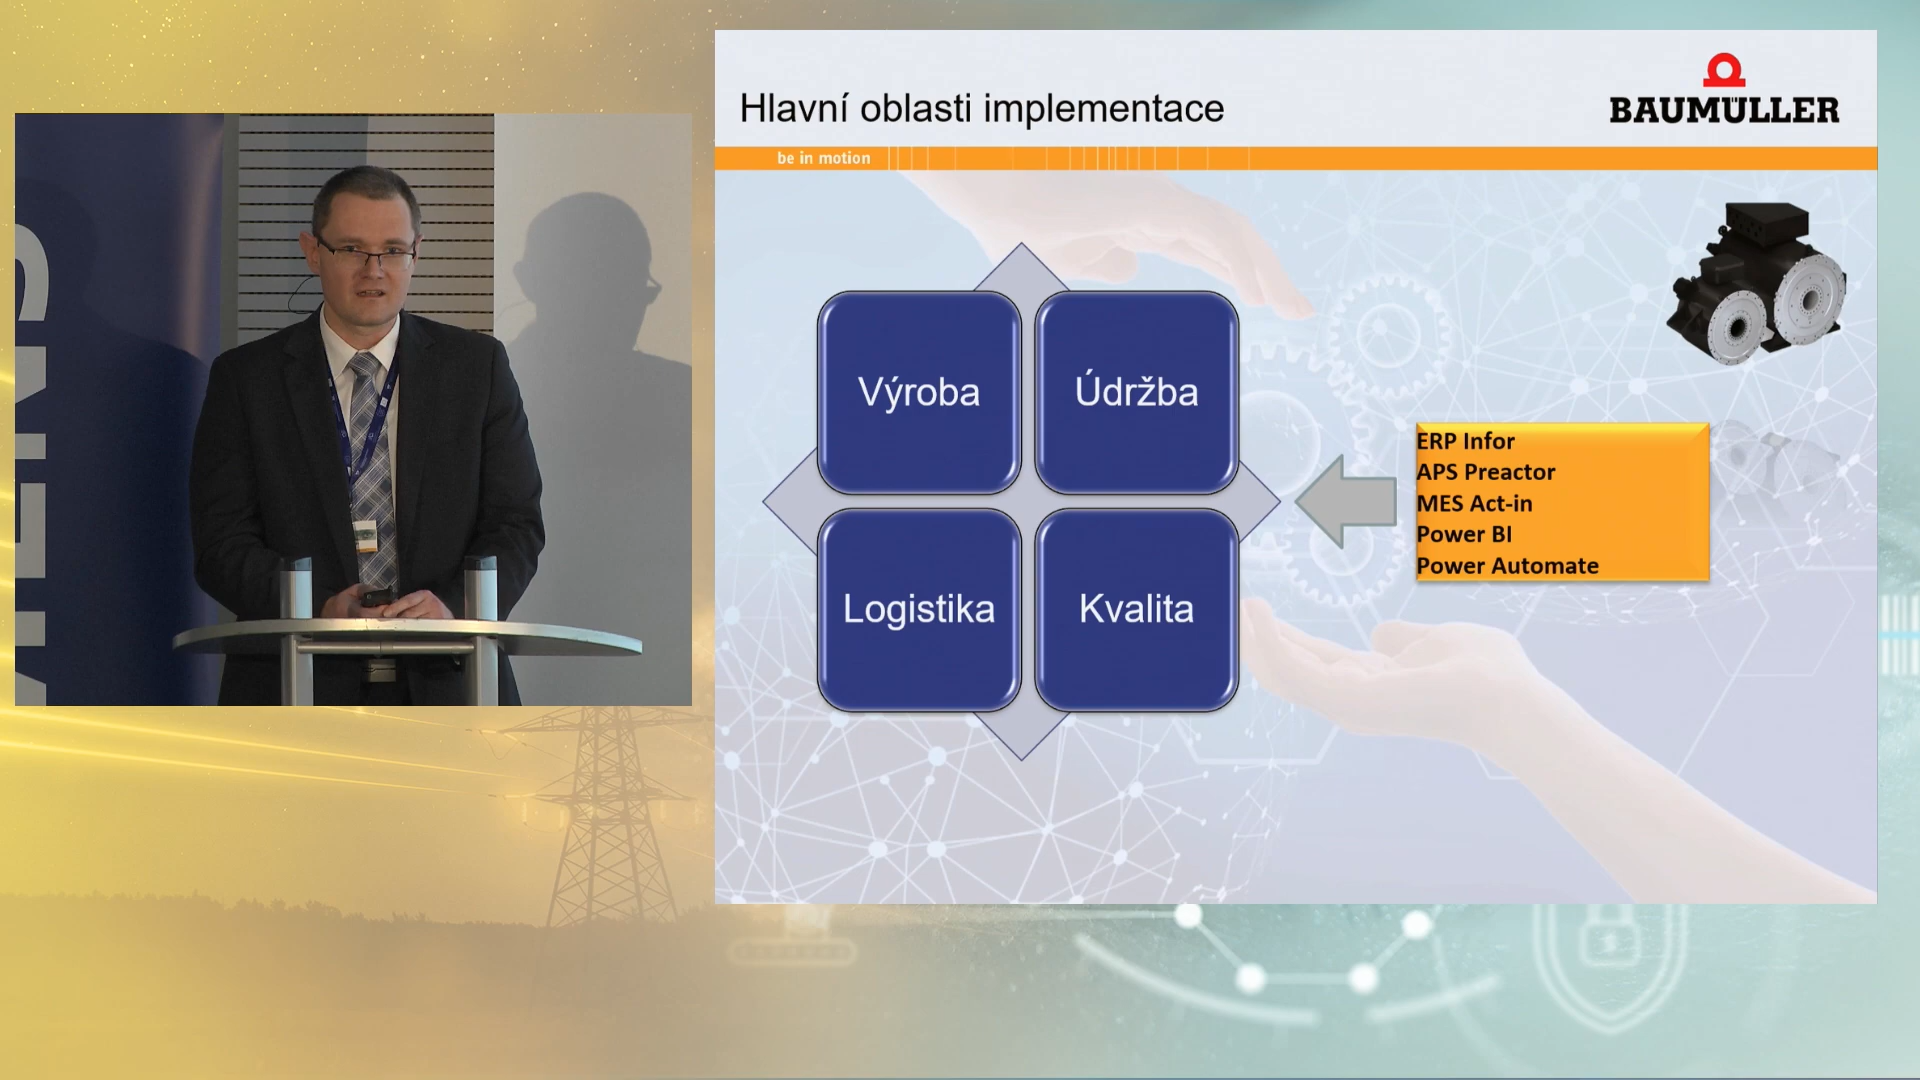 Hlavní oblasti implementace
BAUMÜLLER
be in motion
Výroba
Údržba
Logistika
Kvalita
ERP Infor
APS Preactor
MES Act-in
Power BI
Power Automate